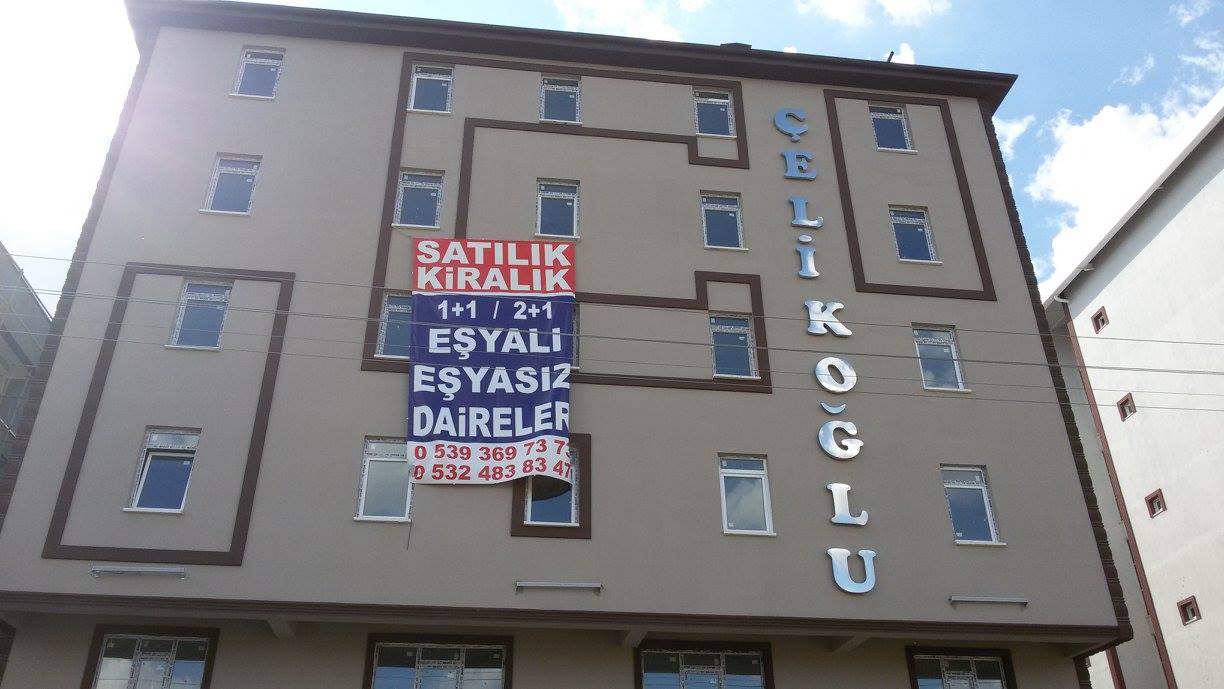 SATILIK
KİRALIK
1+1 / 2+1
EŞYALI
EŞYASIZ
DAİRELER
0 539 369 73 73
0 532 483 83 47
ÇELİKOĞLU